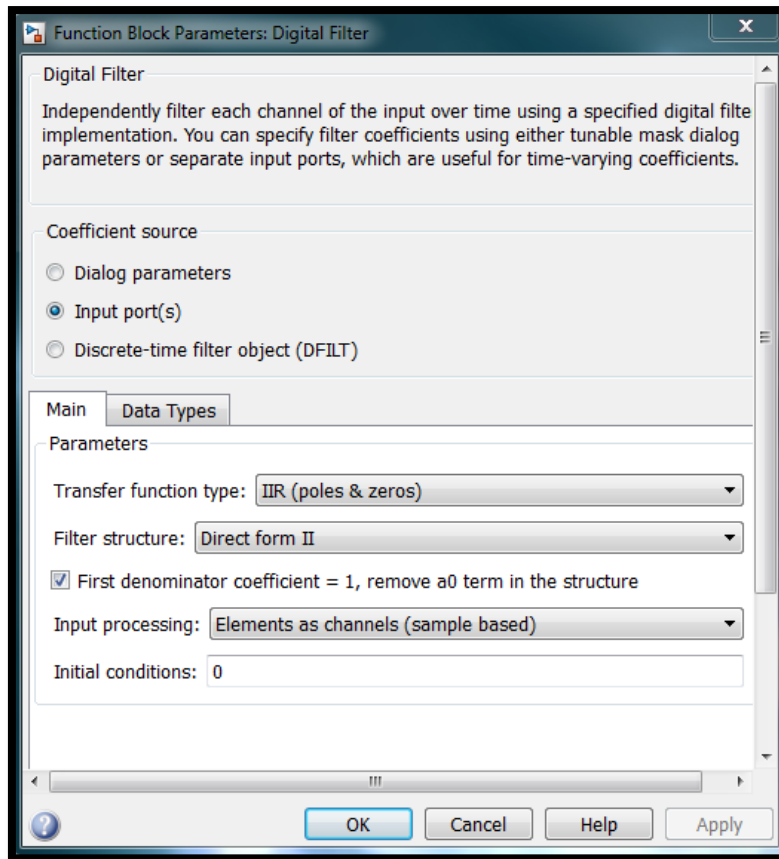 Function Block Parameters: Digital Filter
Digital Filter
Independently filter each channel of the input over time using a specified digital filte
implementation. You can specify filter coefficients using either tunable mask dialog
parameters or separate input ports, which are useful for time-varying coefficients.
Coefficient source
Dialog parameters
Input port(s)
Discrete-time filter object (DFILT)
Main Data Types
Parameters
Transfer function type: IIR (poles & zeros)
Filter structure: Direct form II
First denominator coefficient = 1, remove a0 term in the structure
Input processing: Elements as channels (sample based)
Initial conditions: 0
OK Cancel Help Apply